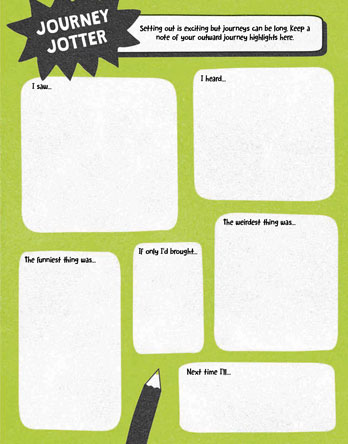 JOURNEY
JOTTER
Setting out is exciting but journeys can be long. Keep a
note of your outward journey highlights here.
I saw...
I heard...
The weirdest thing was...
If only I'd brought...
The funniest thing was...
Next time I'll...